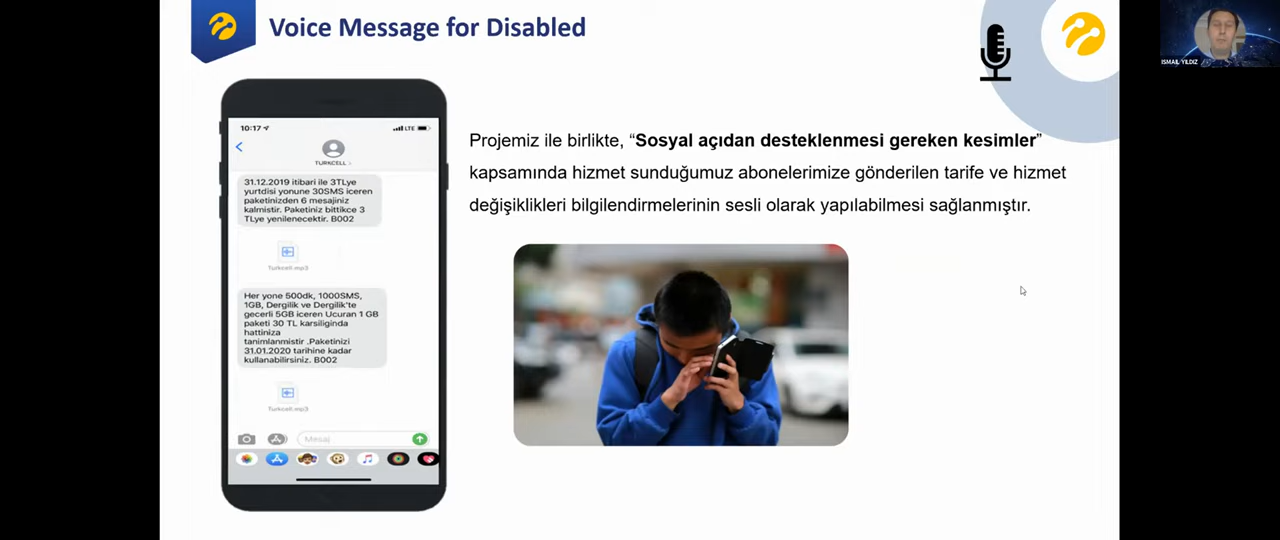 Voice Message for Disabled
ISMAIL YILDIZ
10:17
LTE
TURKCELL >
31.12.2019 itibari ile 3TLye
yurtdisi yonune 30SMS iceren
paketinizden 6 mesajiniz
kalmistir. Paketiniz bittikce 3
TLye yenilenecektir. B002
Turkcell.mp3
Her yone 500dk, 1000SMS,
1GB, Dergilik ve Dergilik'te
gecerli 5GB iceren Ucuran 1 GB
paketi 30 TL karsiliginda
hattiniza
tanimlanmistir .Paketinizi
31.01.2020 tarihine kadar
kullanabilirsiniz. B002
Turkcell.mp3
Mesaj
Projemiz ile birlikte, “Sosyal açıdan desteklenmesi gereken kesimler”
kapsamında hizmet sunduğumuz abonelerimize gönderilen tarife ve hizmet
değişiklikleri bilgilendirmelerinin sesli olarak yapılabilmesi sağlanmıştır.